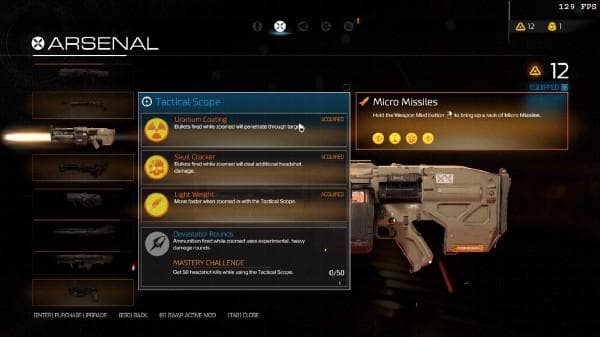 129 FPS
ARSENAL
12 1
12
EQUIPPED
Tactical Scope
Uranium Coating ACQUIRED
Bullets fired while zoomed will penetrate through targets.
Skull Cracker ACQUIRED
Bullets fired while zoomed will deal additional headshot
damage.
Light Weight ACQUIRED
Move faster when zoomed in with the Tactical Scope.
Devastator Rounds
Ammunition fired while zoomed uses experimental, heavy
damage rounds.
MASTERY CHALLENGE
Get 50 headshot kills while using the Tactical Scope. 0/50
Micro Missiles
Hold the Weapon Mod button to bring up a rack of Micro Missiles.
[ENTER] PURCHASE UPGRADE [ESC] BACK [R] SWAP ACTIVE MOD [TAB] CLOSE